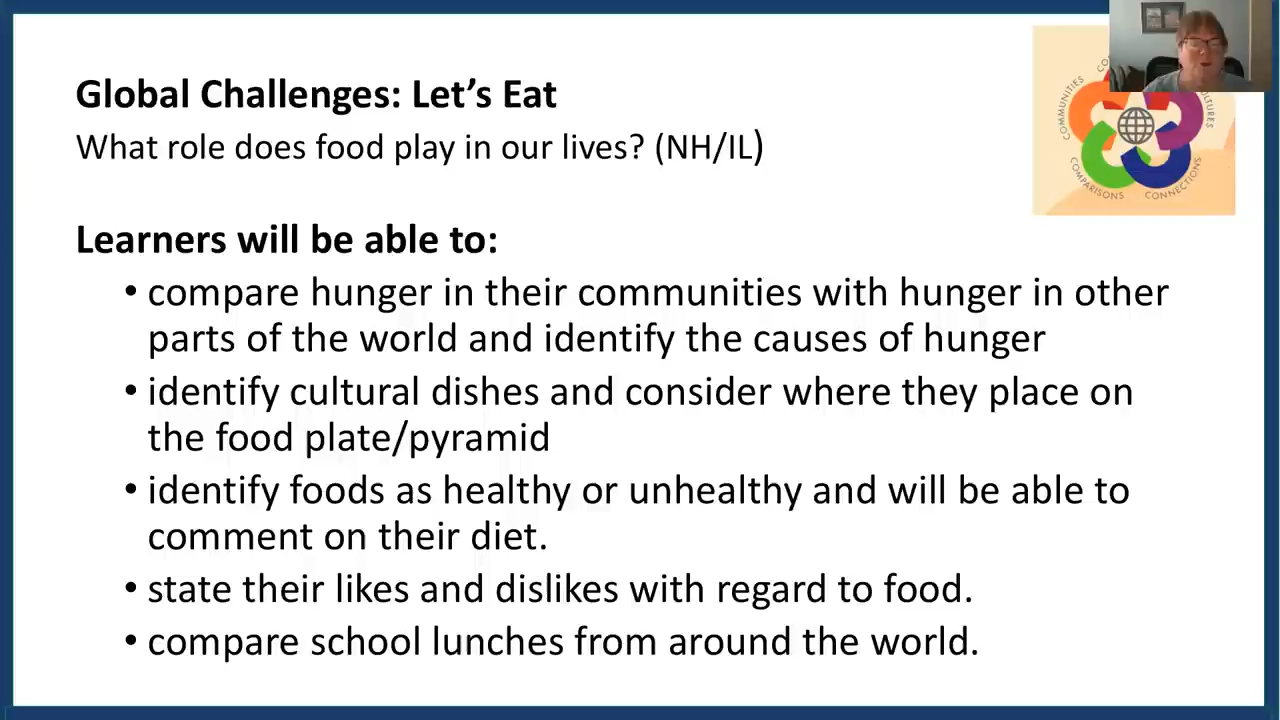 Global Challenges: Let's Eat
What role does food play in our lives? (NH/IL)
Learners will be able to:
• compare hunger in their communities with hunger in other
parts of the world and identify the causes of hunger
• identify cultural dishes and consider where they place on
the food plate/pyramid
• identify foods as healthy or unhealthy and will be able to
comment on their diet.
• state their likes and dislikes with regard to food.
• compare school lunches from around the world.
COMMUNITIES
COMPARISONS
CONNECTIONS